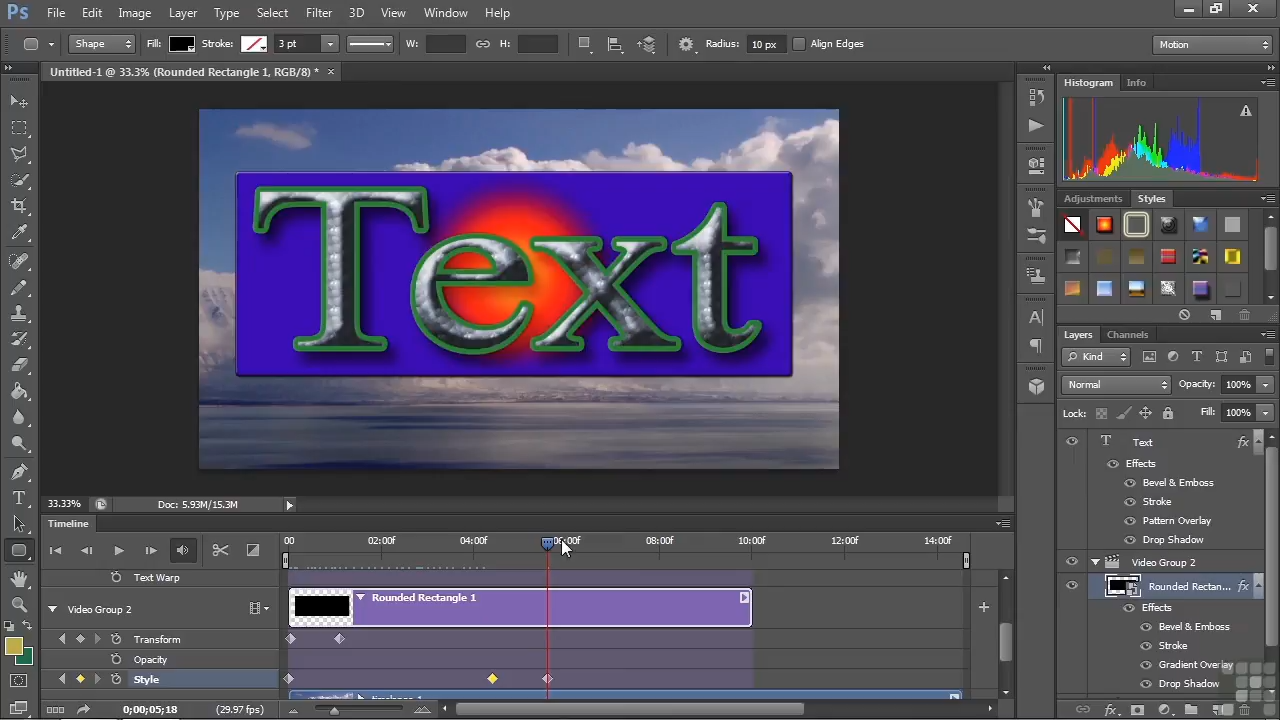 Ps File Edit Image Layer Type Select Filter 3D View Window Help
Shape Fill: Stroke: 3 pt W: H: Radius: 10 px Align Edges Motion
Untitled-1 @ 33.3% (Rounded Rectangle 1, RGB/8) * ×
Histogram Info
Adjustments Styles
Text
Layers Channels
Kind
Normal Opacity: 100%
Lock: Fill: 100%
T Text fx
Effects
Bevel & Emboss
Stroke
Pattern Overlay
Drop Shadow
Video Group 2
Rounded Rectan... fx
Effects
Bevel & Emboss
Stroke
Gradient Overlay
Drop Shadow
33.33% Doc: 5.93M/15.3M
Timeline
00 02:00f 04:00f 06:00f 08:00f 10:00f 12:00f 14:00f
Text Warp
Video Group 2 Rounded Rectangle 1
Transform
Opacity
Style
0;00;05;18 (29.97 fps)